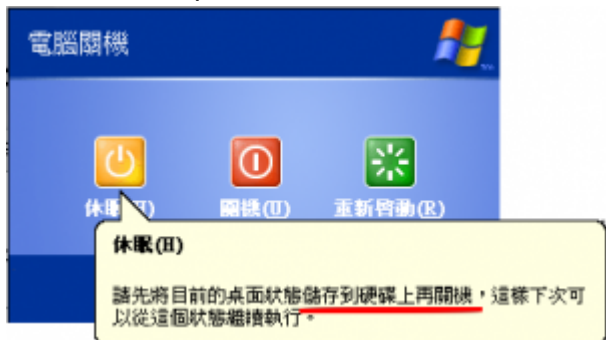 電腦關機
休眠(H)
關機(U)
重新啓動(R)
休眠(H)
請先將目前的桌面狀態儲存到硬碟上再關機，這樣下次可
以從這個狀態繼續執行。